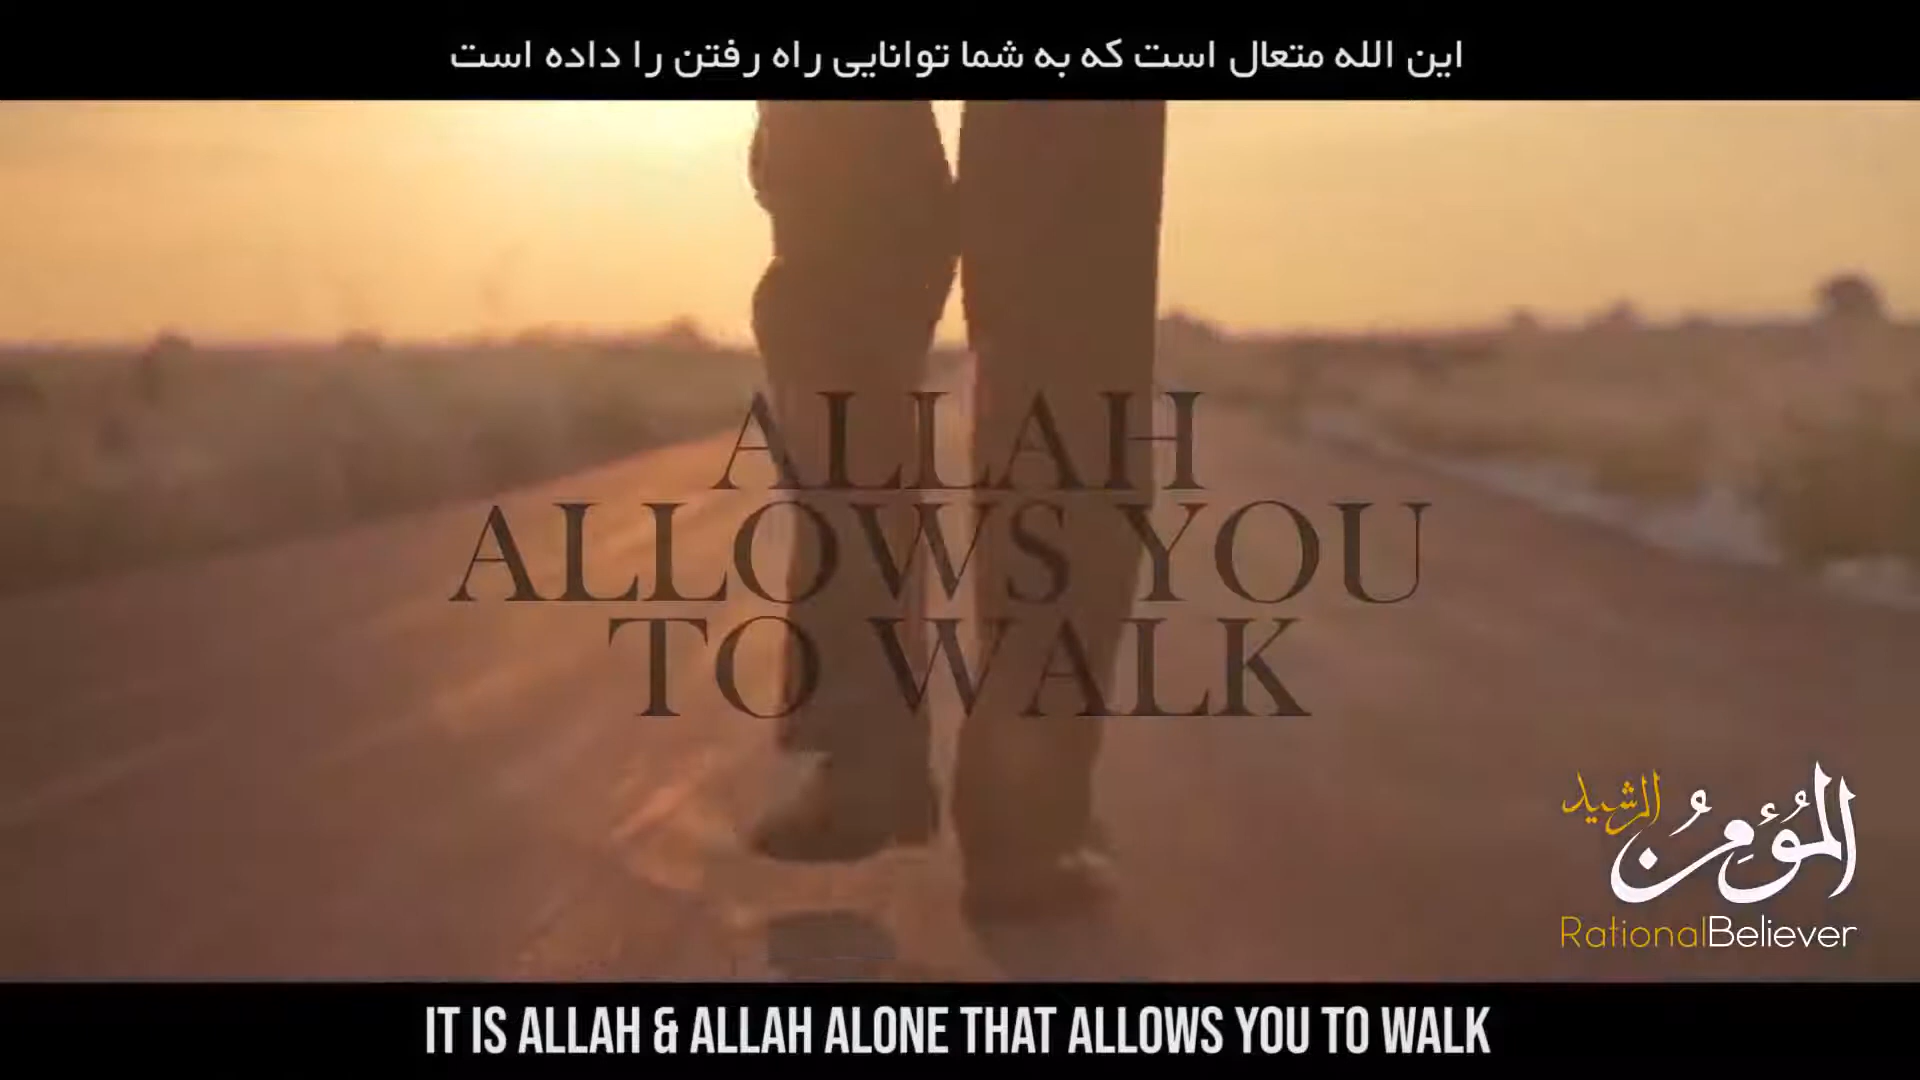 این الله متعال است که به شما توانایی راه رفتن را داده است
ALLAH
ALLOWS YOU
TO WALK
المؤمِنُ الرشيد
RationalBeliever
IT IS ALLAH & ALLAH ALONE THAT ALLOWS YOU TO WALK